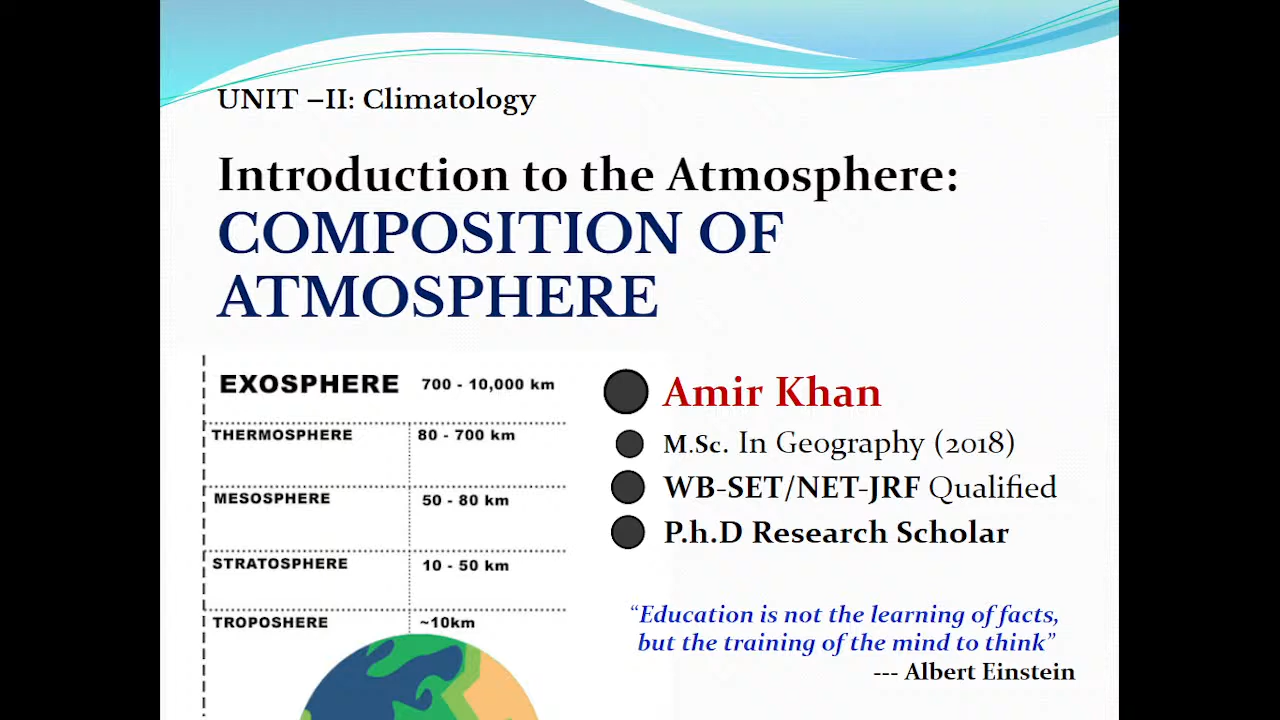 UNIT –II: Climatology
Introduction to the Atmosphere:
COMPOSITION OF
ATMOSPHERE
EXOSPHERE 700 - 10,000 km
THERMOSPHERE 80 - 700 km
MESOSPHERE 50 - 80 km
STRATOSPHERE 10 - 50 km
TROPOSHERE ~10km
Amir Khan
M.Sc. In Geography (2018)
WB-SET/NET-JRF Qualified
P.h.D Research Scholar
“Education is not the learning of facts,
but the training of the mind to think”
--- Albert Einstein